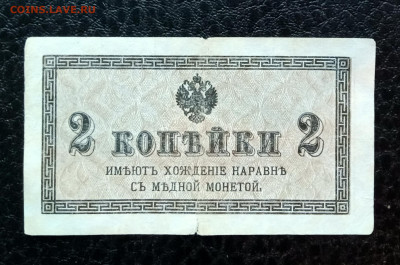 COINS.LAVE.RU
2 КОПѢЙКИ 2
ИМѢЮТЪ ХОЖДЕНІЕ НАРАВНѢ
СЪ МѢДНОЙ МОНЕТОЙ.